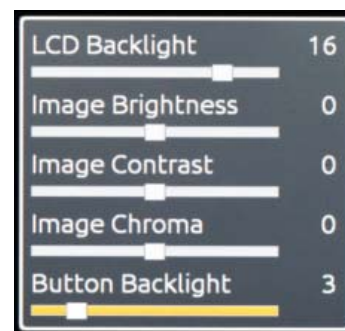 LCD Backlight 16
Image Brightness 0
Image Contrast 0
Image Chroma 0
Button Backlight 3